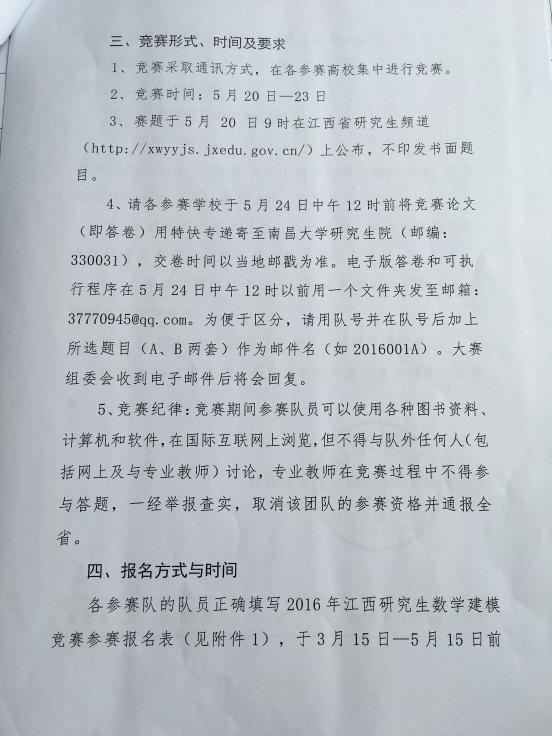 三、竞赛形式、时间及要求
1、竞赛采取通讯方式，在各参赛高校集中进行竞赛。
2、竞赛时间：5月20日—23日
3、赛题于5月 20 日9时在江西省研究生频道
（http://xwyyjs.jxedu.gov.cn/）上公布，不印发书面题
目。
4、请各参赛学校于5月24日中午12时前将竞赛论文
（即答卷）用特快专递寄至南昌大学研究生院（邮编：
330031），交卷时间以当地邮戳为准。电子版答卷和可执
行程序在5月24日中午12时以前用一个文件夹发至邮箱：
37770945@qq.com。为便于区分，请用队号并在队号后加上
所选题目（A、B两套）作为邮件名（如2016001A）。大赛
组委会收到电子邮件后将会回复。
5、竞赛纪律：竞赛期间参赛队员可以使用各种图书资料、
计算机和软件，在国际互联网上浏览，但不得与队外任何人（包
括网上及与专业教师）讨论，专业教师在竞赛过程中不得参
与答题，一经举报查实，取消该团队的参赛资格并通报全
省。
四、报名方式与时间
各参赛队的队员正确填写2016年江西研究生数学建模
竞赛参赛报名表（见附件1），于3月15日—5月15日前